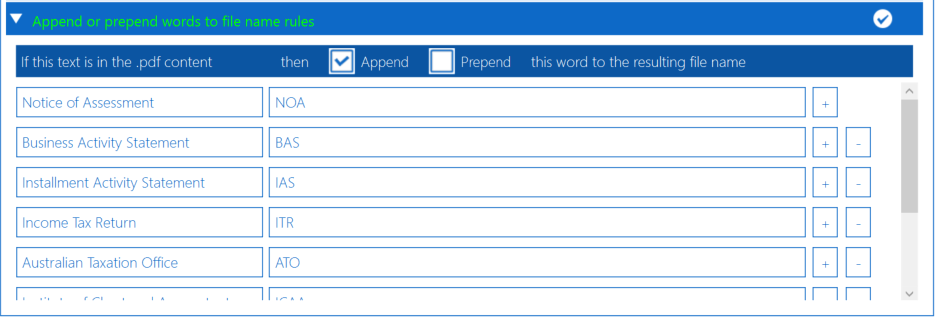 Append or prepend words to file name rules
If this text is in the .pdf content then Append Prepend this word to the resulting file name
Notice of Assessment NOA +
Business Activity Statement BAS + -
Installment Activity Statement IAS + -
Income Tax Return ITR + -
Australian Taxation Office ATO + -